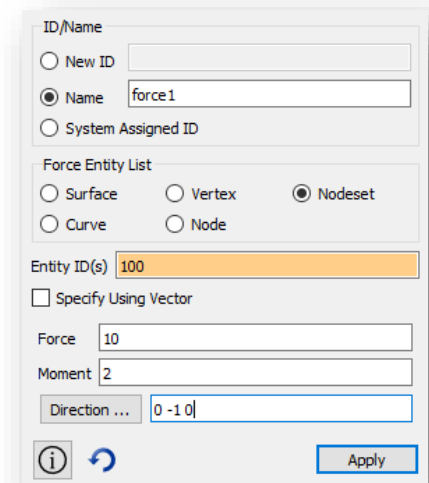 ID/Name
New ID
Name force1
System Assigned ID
Force Entity List
Surface Vertex Nodeset
Curve Node
Entity ID(s) 100
Specify Using Vector
Force 10
Moment 2
Direction ... 0 -1 0
i Apply